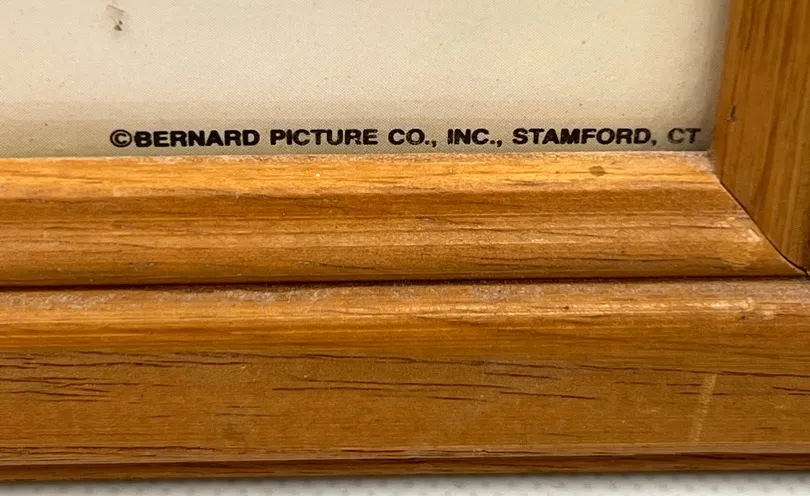 ©BERNARD PICTURE CO., INC., STAMFORD, CT